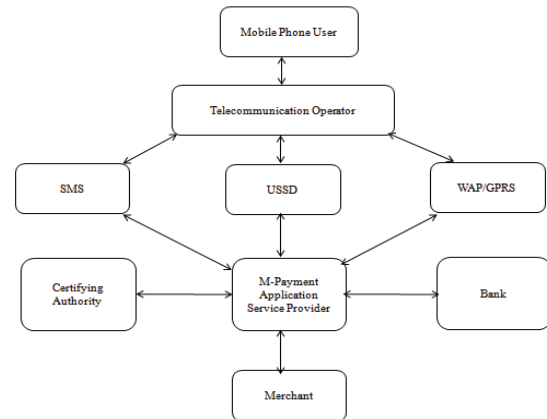 Mobile Phone User
Telecommunication Operator
SMS
USSD
WAP/GPRS
Certifying
Authority
M-Payment
Application
Service Provider
Bank
Merchant